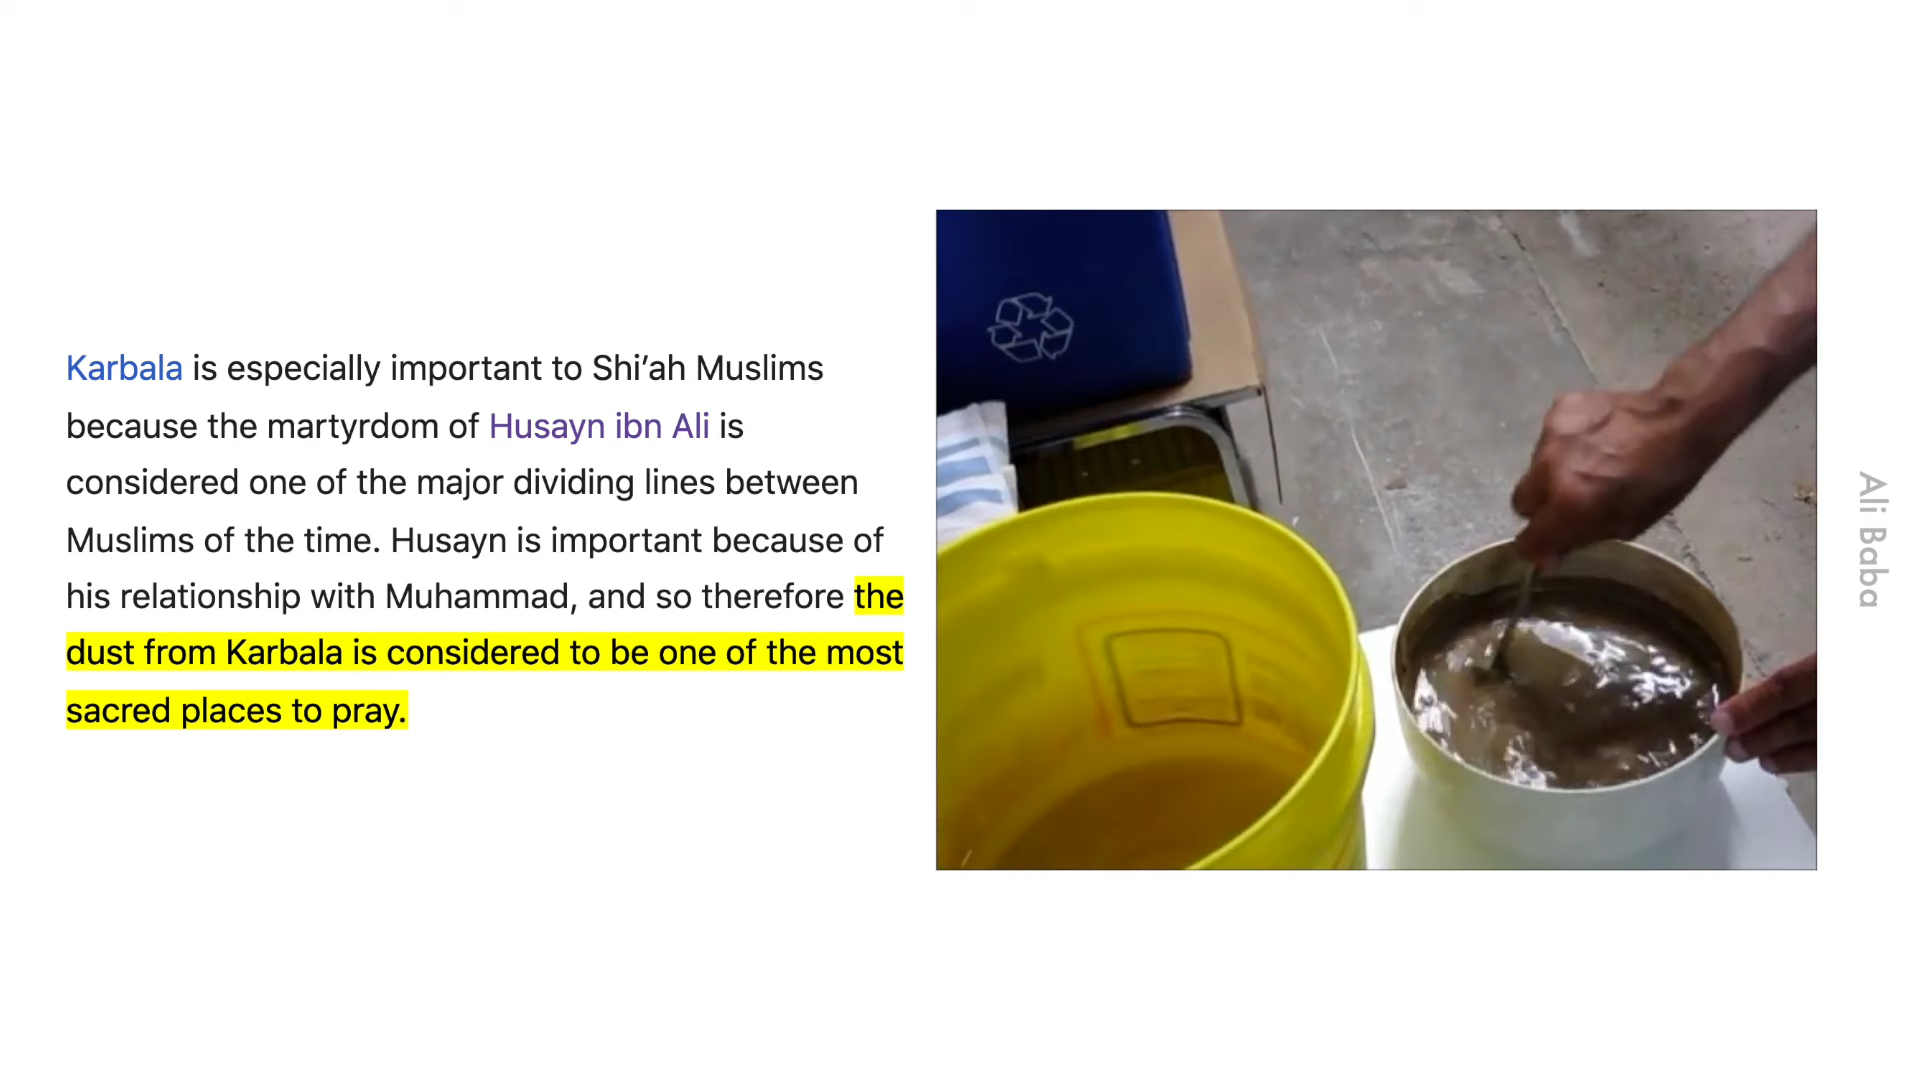 Karbala is especially important to Shi’ah Muslims
because the martyrdom of Husayn ibn Ali is
considered one of the major dividing lines between
Muslims of the time. Husayn is important because of
his relationship with Muhammad, and so therefore the
dust from Karbala is considered to be one of the most
sacred places to pray.
Ali Baba